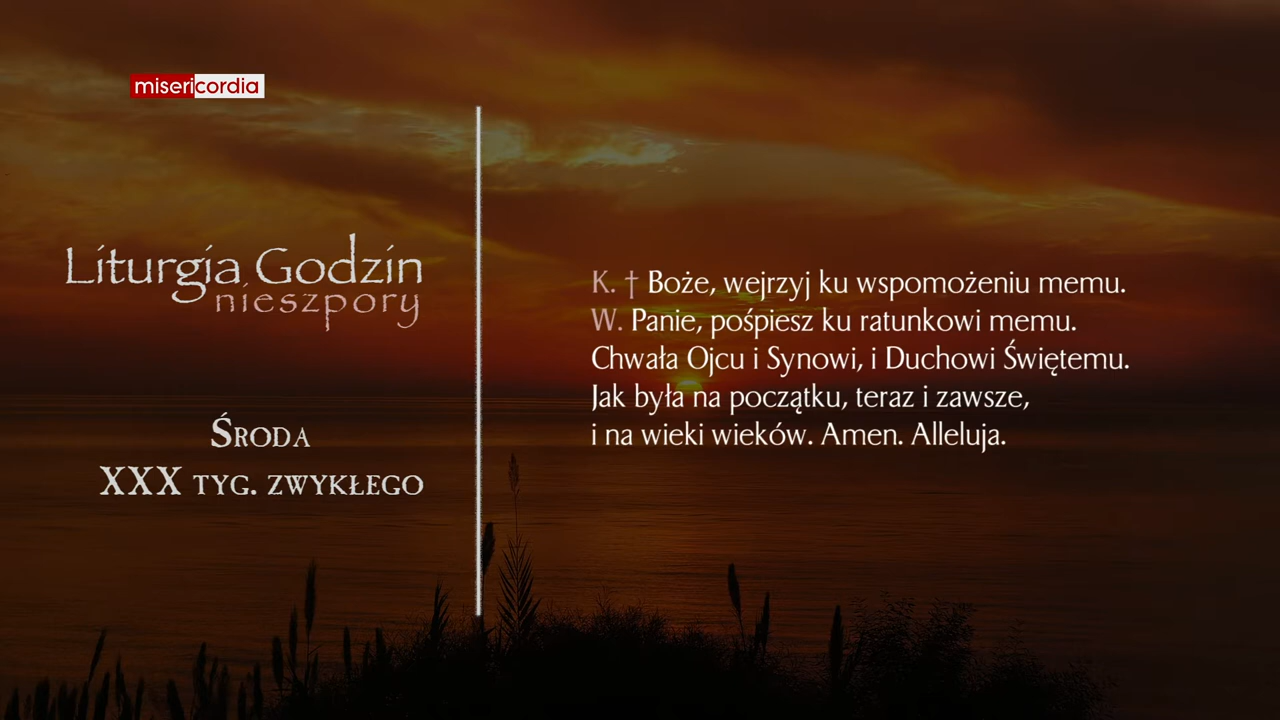 misericordia
Liturgia Godzin
nieszpory
Środa
XXX tyg. zwykłego
K. † Boże, wejrzyj ku wspomożeniu memu.
W. Panie, pośpiesz ku ratunkowi memu.
Chwała Ojcu i Synowi, i Duchowi Świętemu.
Jak była na początku, teraz i zawsze,
i na wieki wieków. Amen. Alleluja.